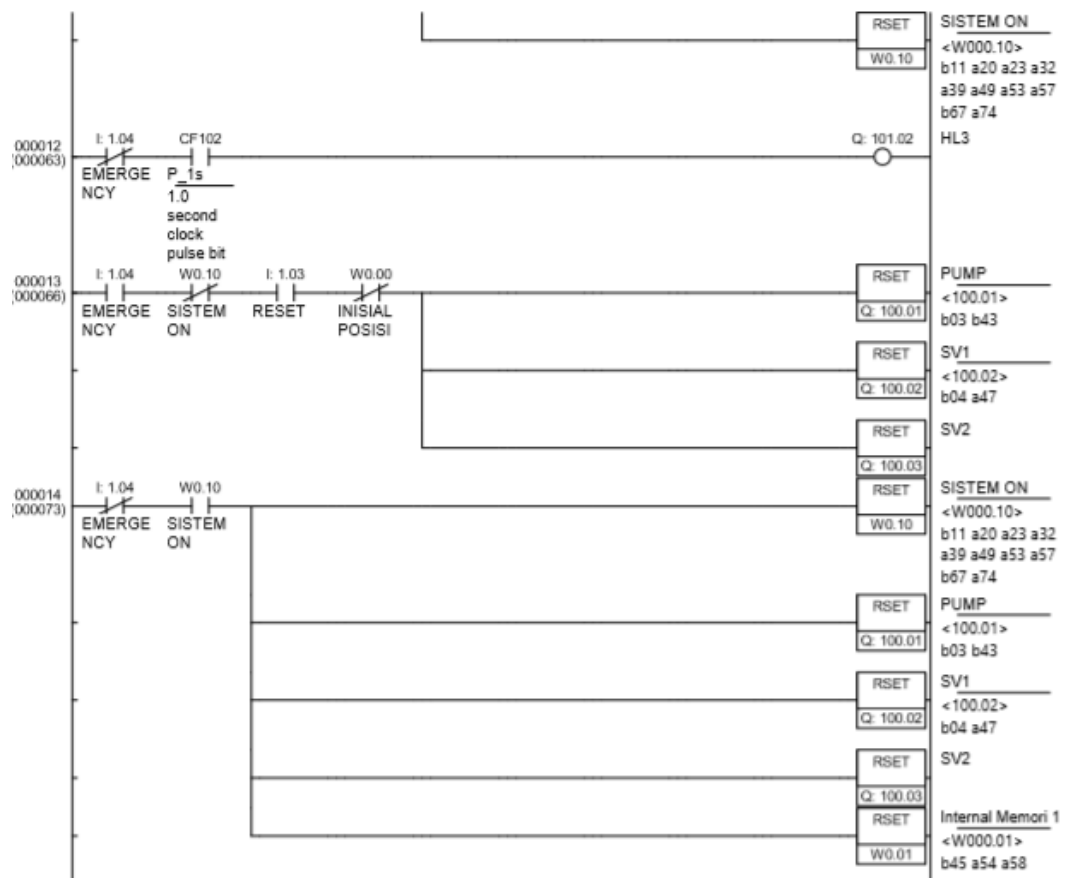 RSET
W0.10
SISTEM ON
<W000.10>
b11 a20 a23 a32
a39 a49 a53 a57
b67 a74
000012
(000063)
I: 1.04
CF102
EMERGE
NCY
P_1s
1.0
second
clock
pulse bit
Q: 101.02
HL3
000013
(000066)
I: 1.04
W0.10
I: 1.03
W0.00
EMERGE
NCY
SISTEM
ON
RESET
INISIAL
POSISI
RSET
Q: 100.01
PUMP
<100.01>
b03 b43
RSET
Q: 100.02
SV1
<100.02>
b04 a47
RSET
Q: 100.03
SV2
000014
(000073)
I: 1.04
W0.10
EMERGE
NCY
SISTEM
ON
RSET
W0.10
SISTEM ON
<W000.10>
b11 a20 a23 a32
a39 a49 a53 a57
b67 a74
RSET
Q: 100.01
PUMP
<100.01>
b03 b43
RSET
Q: 100.02
SV1
<100.02>
b04 a47
RSET
Q: 100.03
SV2
RSET
W0.01
Internal Memori 1
<W000.01>
b45 a54 a58